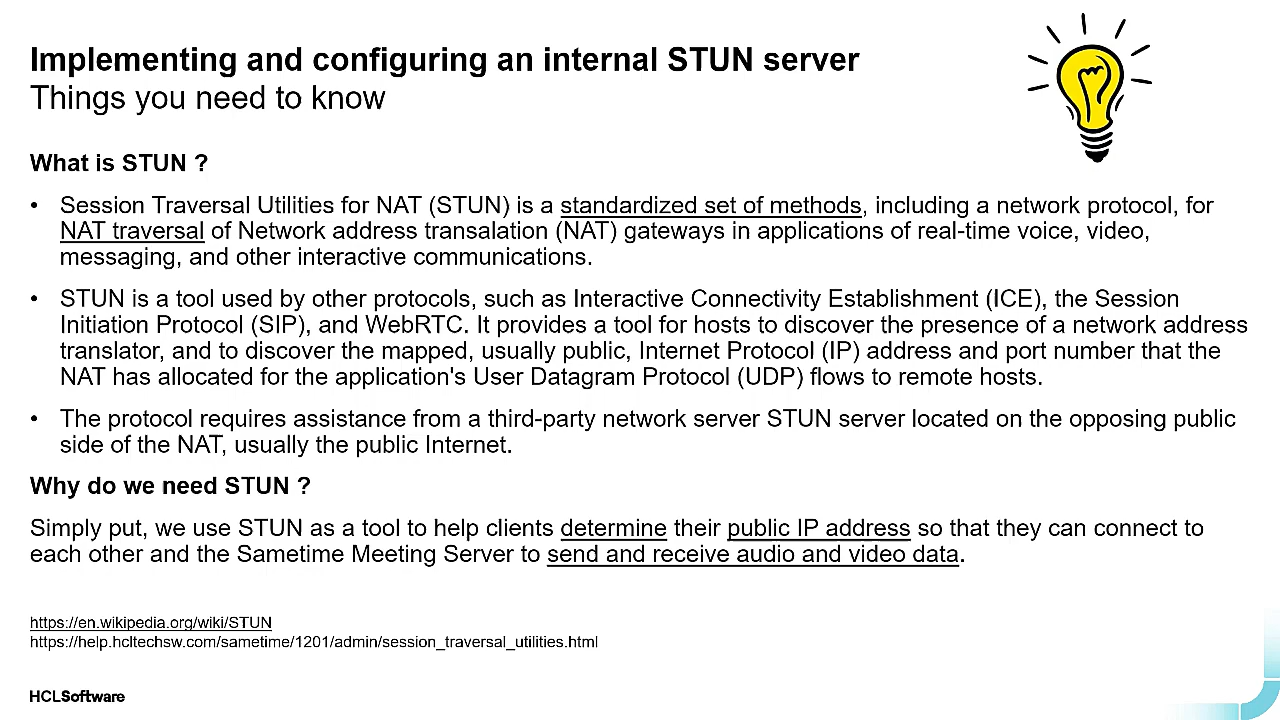 Implementing and configuring an internal STUN server
Things you need to know
What is STUN ?
• Session Traversal Utilities for NAT (STUN) is a standardized set of methods, including a network protocol, for
NAT traversal of Network address transalation (NAT) gateways in applications of real-time voice, video,
messaging, and other interactive communications.
• STUN is a tool used by other protocols, such as Interactive Connectivity Establishment (ICE), the Session
Initiation Protocol (SIP), and WebRTC. It provides a tool for hosts to discover the presence of a network address
translator, and to discover the mapped, usually public, Internet Protocol (IP) address and port number that the
NAT has allocated for the application's User Datagram Protocol (UDP) flows to remote hosts.
• The protocol requires assistance from a third-party network server STUN server located on the opposing public
side of the NAT, usually the public Internet.
Why do we need STUN ?
Simply put, we use STUN as a tool to help clients determine their public IP address so that they can connect to
each other and the Sametime Meeting Server to send and receive audio and video data.
https://en.wikipedia.org/wiki/STUN
https://help.hcltechsw.com/sametime/1201/admin/session_traversal_utilities.html
HCLSoftware